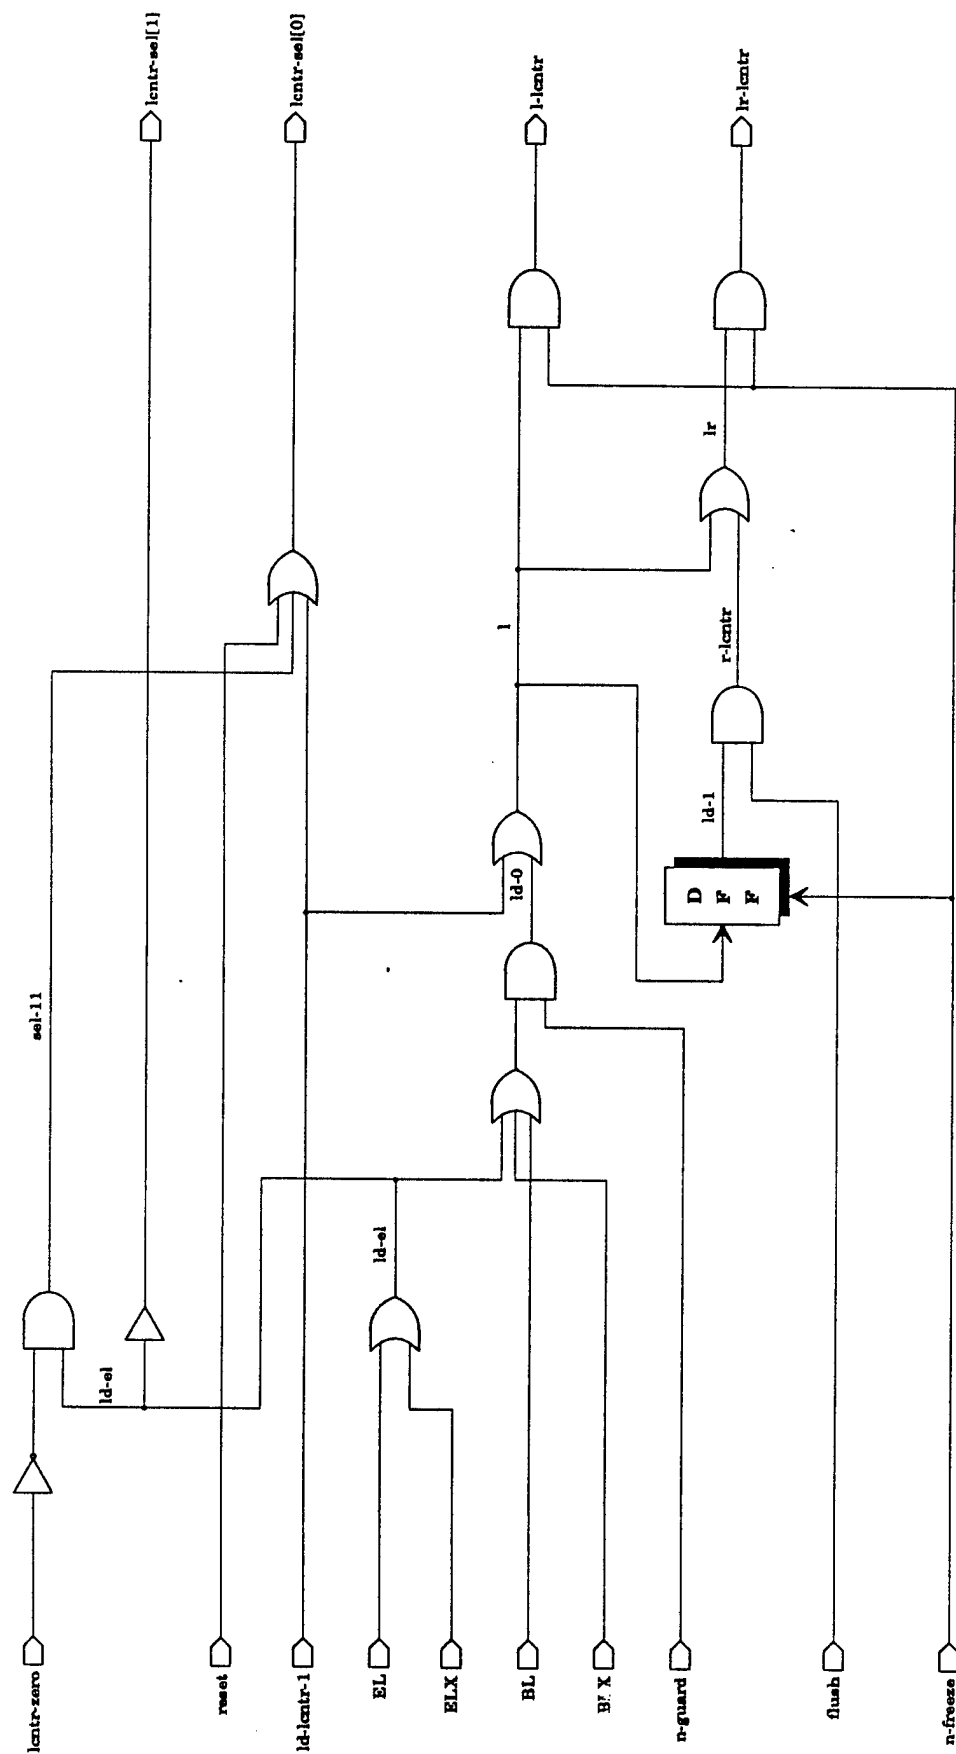 lcntr-sel[1]
lcntr-sel[0]
l-lcntr
lr-lcntr
lr
l
r-lcntr
ld-1
ld-0
D
F
F
sel-11
ld-el
ld-el
lcntr-zero
reset
ld-lcntr-1
EL
ELX
BL
n-guard
flush
n-freeze